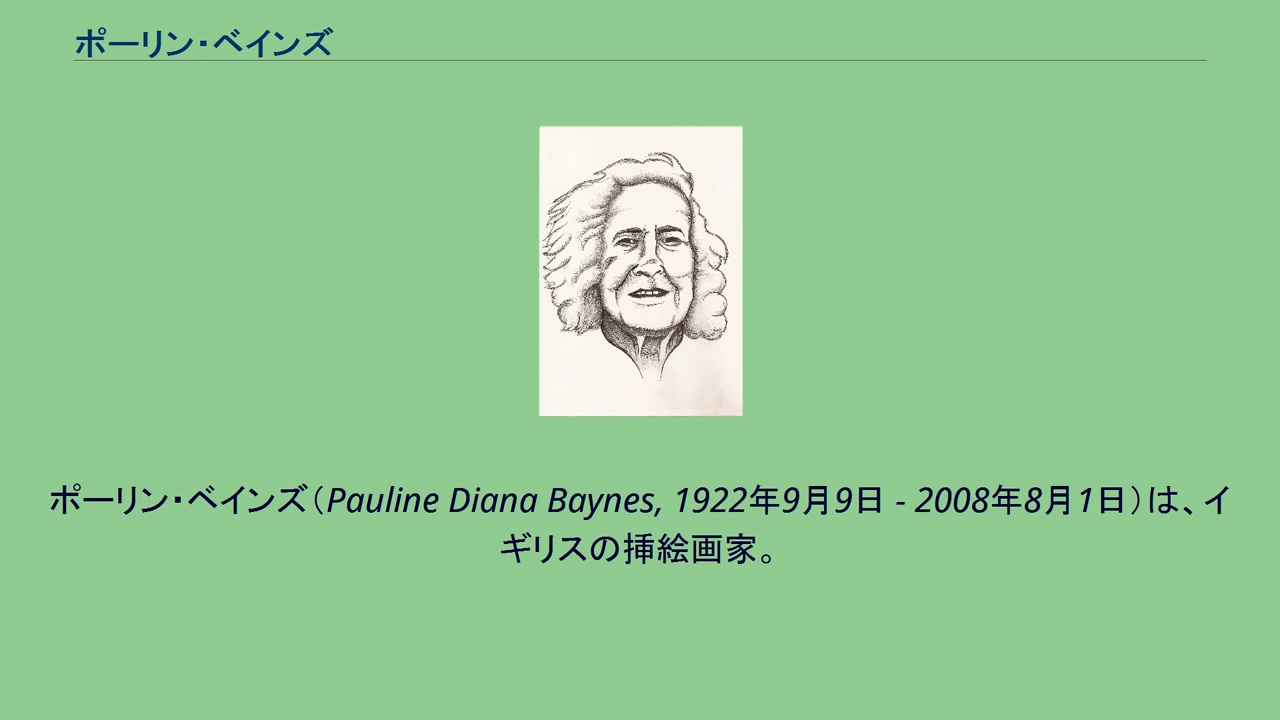 ポーリン・ベインズ
ポーリン・ベインズ（Pauline Diana Baynes, 1922年9月9日 - 2008年8月1日）は、イ
ギリスの挿絵画家。